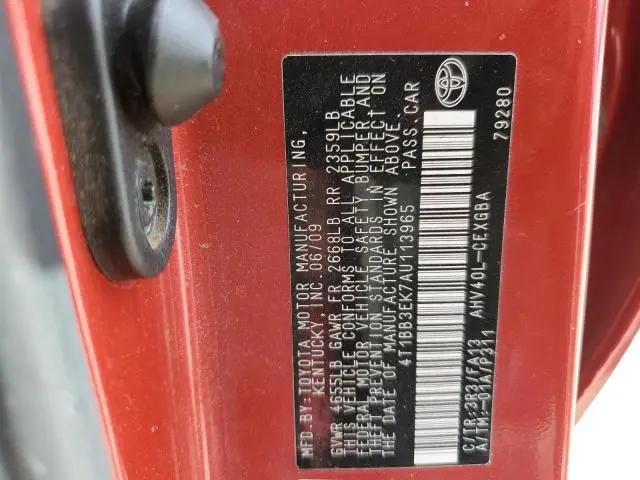 MFD. BY: TOYOTA MOTOR MANUFACTURING,
KENTUCKY, INC. 06/09
GVWR 4655LB GAWR FR 2668LB RR 2359LB
THIS VEHICLE CONFORMS TO ALL APPLICABLE
FEDERAL MOTOR VEHICLE SAFETY, BUMPER AND
THEFT PREVENTION STANDARDS IN EFFECT ON
THE DATE OF MANUFACTURE SHOWN ABOVE.
4T1BB3EK7AU113965 PASS. CAR
C/TR:3R3/FA13 AHV40L-CEXGBA
A/TM:-01A/P311 79280